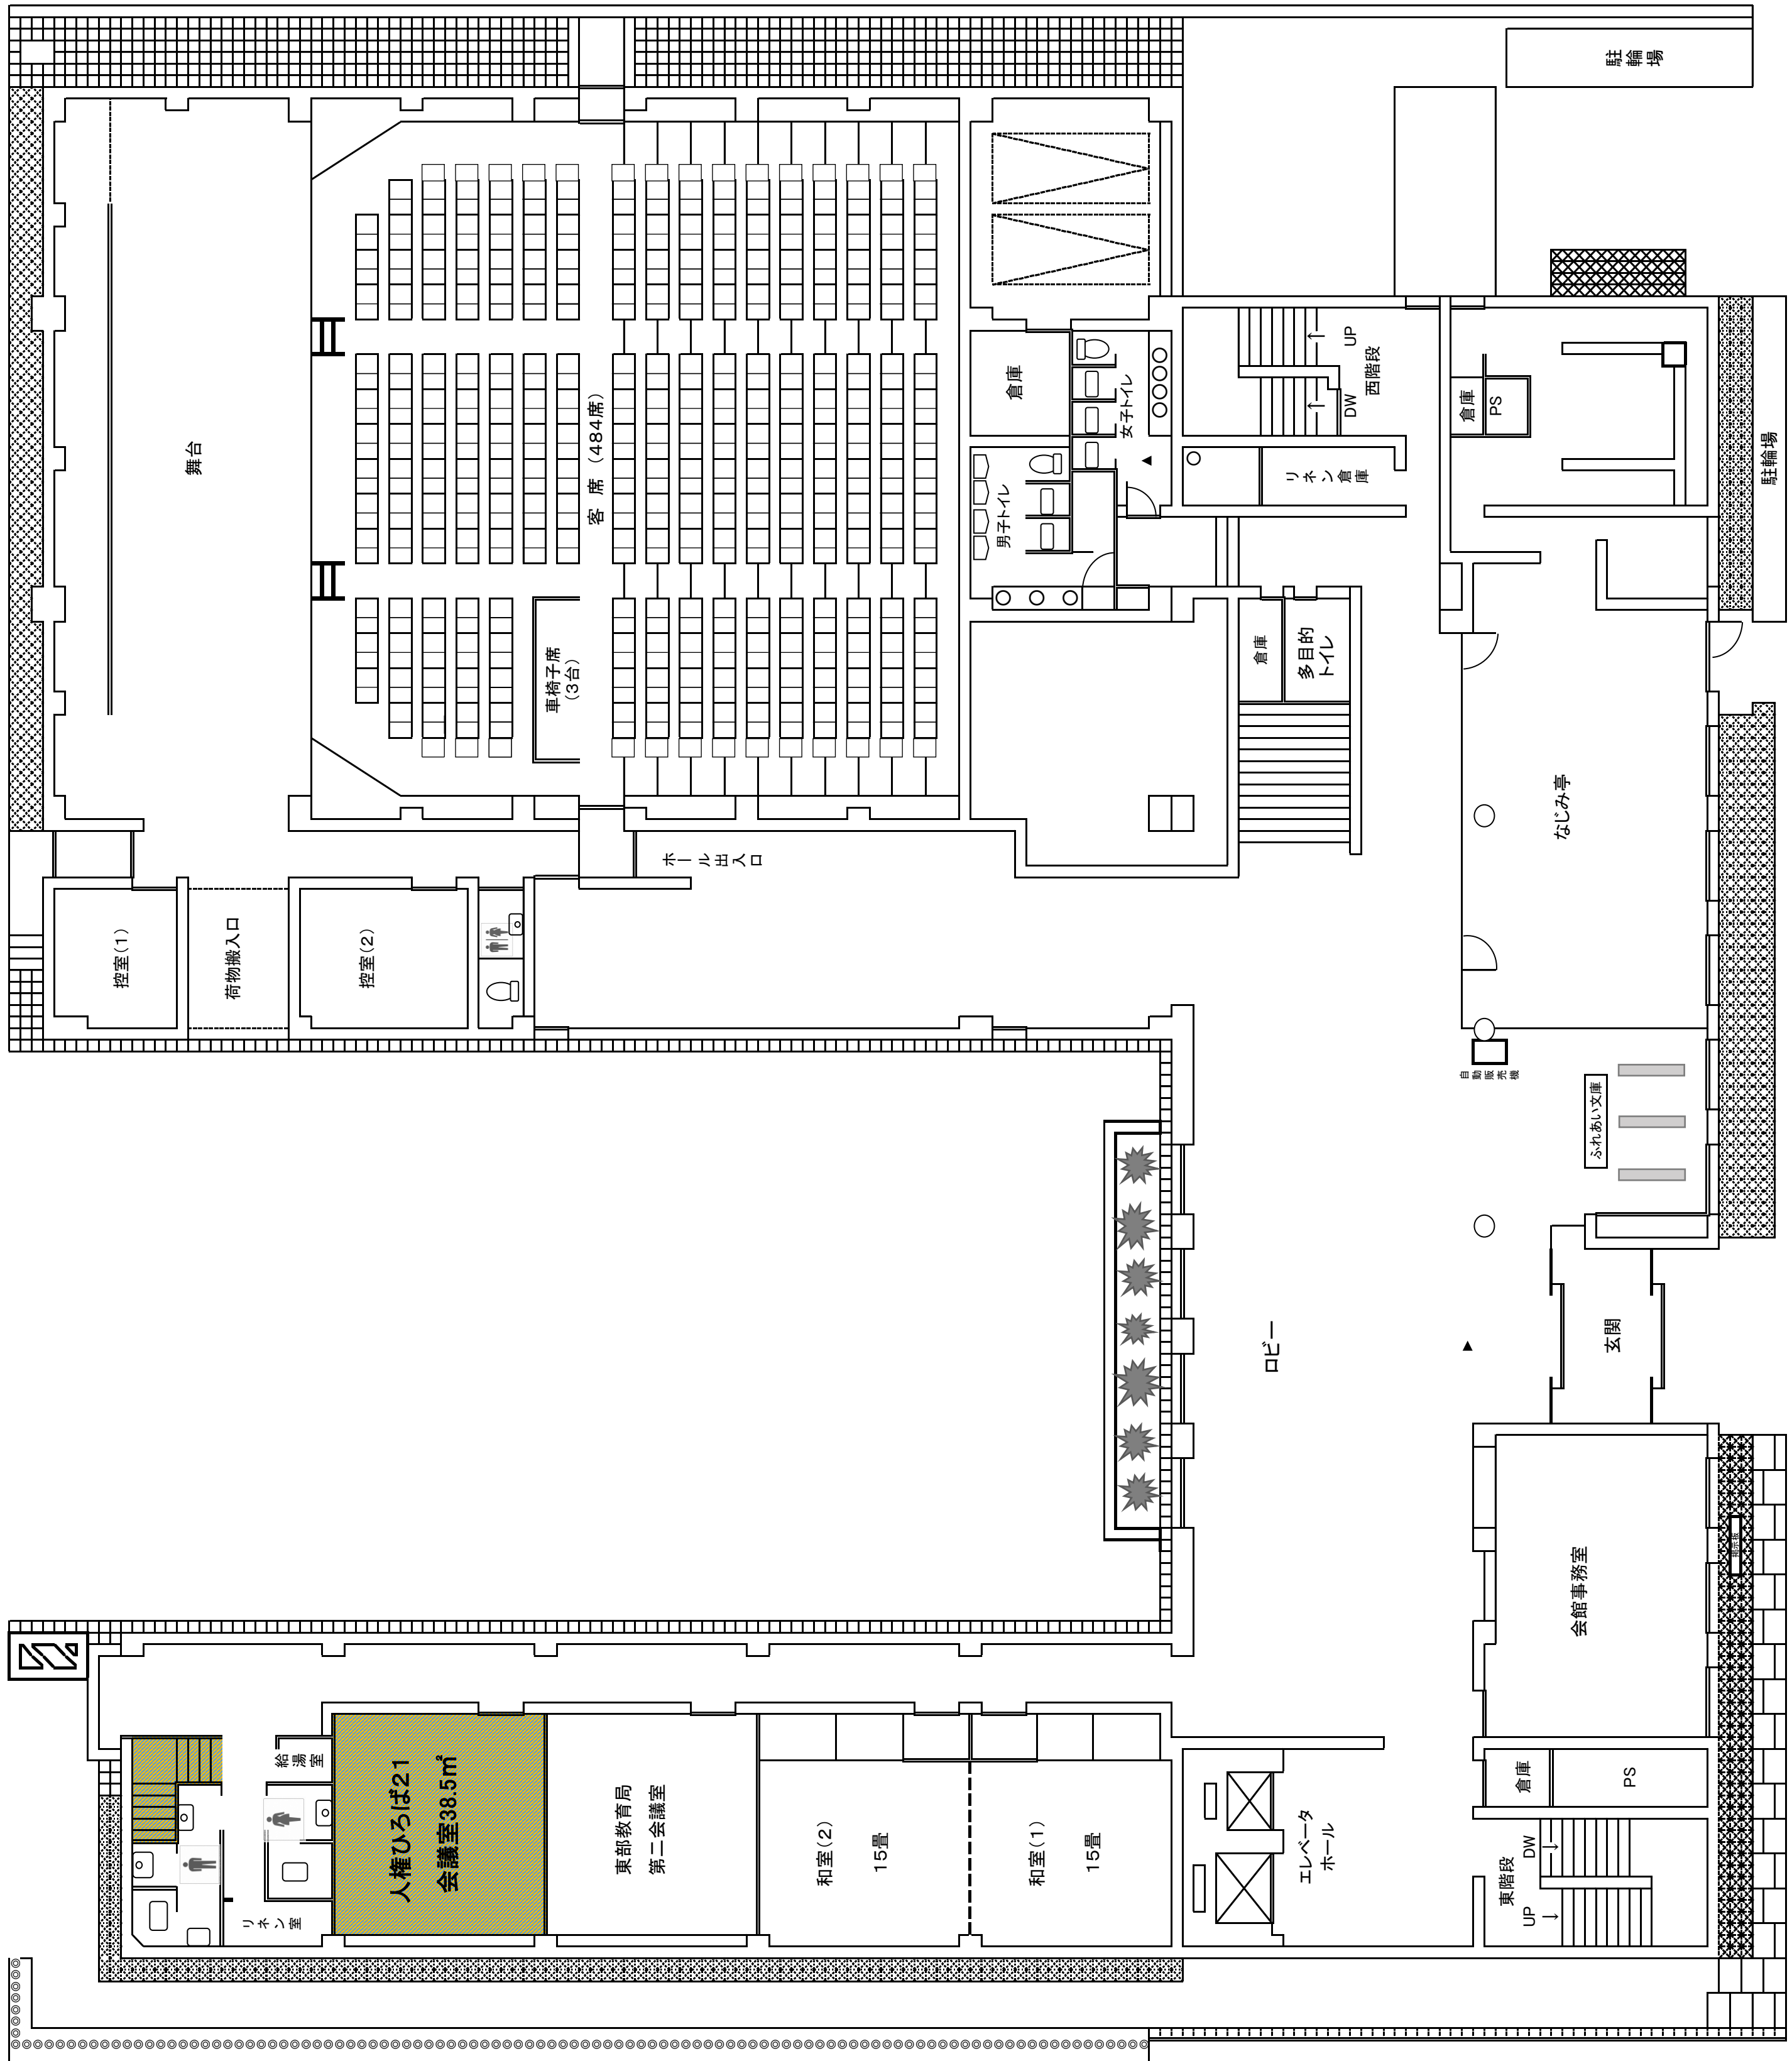 駐輪場
舞台
客 席 (484席)
車椅子席
(3台)
倉庫
女子トイレ
男子トイレ
UP
DW
西階段
リネン倉庫
倉庫
PS
駐輪場
倉庫
多目的
トイレ
なじみ亭
ホール出入口
控室(1)
荷物搬入口
控室(2)
自動販売機
ふれあい文庫
ロビー
玄関
会館事務室
掲示板
給湯室
リネン室
人権ひろば21
会議室38.5㎡
東部教育局
第二会議室
和室(2)
15畳
和室(1)
15畳
エレベータ
ホール
倉庫
PS
東階段
DW
UP